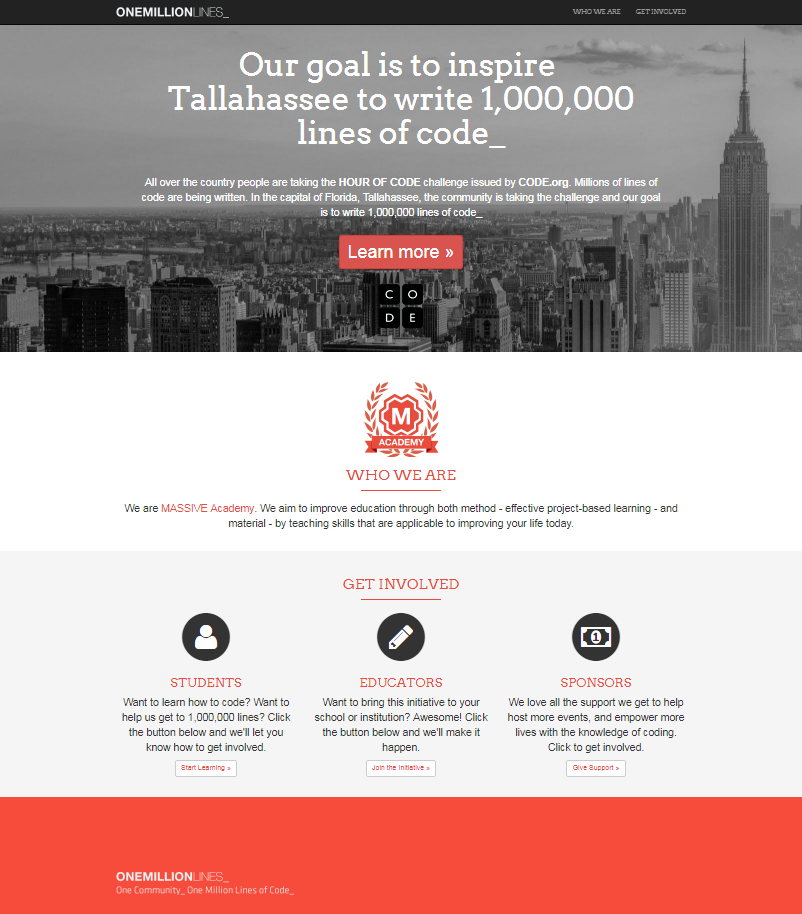 ONEMILLIONLINES_
WHO WE ARE
GET INVOLVED
Our goal is to inspire
Tallahassee to write 1,000,000
lines of code_
All over the country people are taking the HOUR OF CODE challenge issued by CODE.org. Millions of lines of
code are being written. In the capital of Florida, Tallahassee, the community is taking the challenge and our goal
is to write 1,000,000 lines of code_
Learn more »
C O
D E
M
ACADEMY
WHO WE ARE
We are MASSIVE Academy. We aim to improve education through both method - effective project-based learning - and
material - by teaching skills that are applicable to improving your life today.
GET INVOLVED
STUDENTS
Want to learn how to code? Want to
help us get to 1,000,000 lines? Click
the button below and we'll let you
know how to get involved.
Start Learning »
EDUCATORS
Want to bring this initiative to your
school or institution? Awesome! Click
the button below and we'll make it
happen.
Join the Initiative »
1
SPONSORS
We love all the support we get to help
host more events, and empower more
lives with the knowledge of coding.
Click to get involved.
Give Support »
ONEMILLIONLINES_
One Community_ One Million Lines of Code_